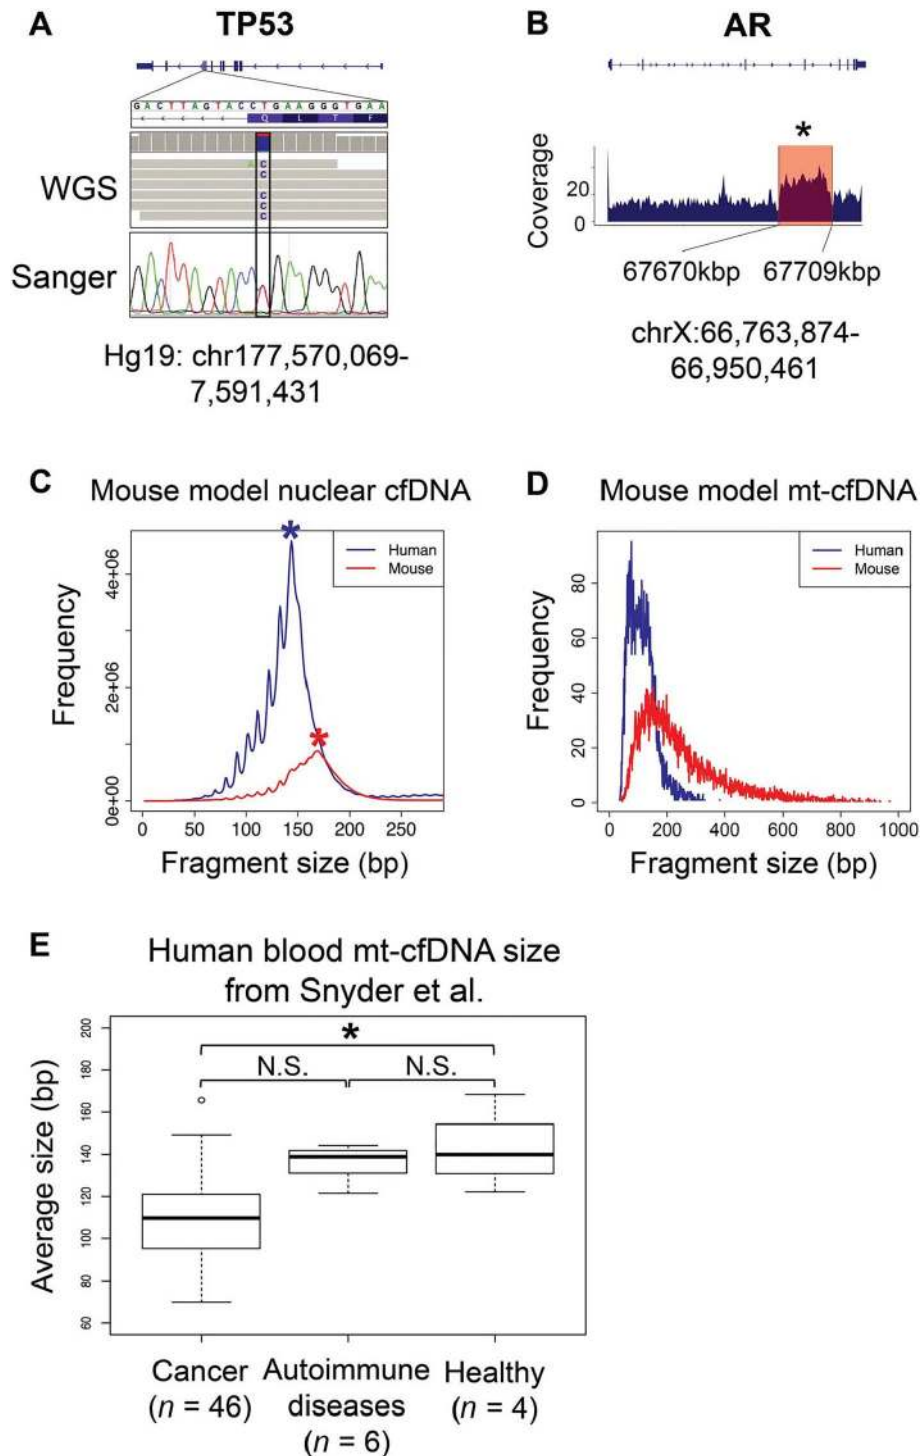 A
TP53
GACTTAGTACCTGAAGGGTGAA
Q L T F
WGS
A C
C
C
C
C
Sanger
Hg19: chr177,570,069-
7,591,431
B
AR
*
Coverage
20
0
67670kbp 67709kbp
chrX:66,763,874-
66,950,461
C
Mouse model nuclear cfDNA
Human
Mouse
*
*
Frequency
4e+06
2e+06
0e+00
0 50 100 150 200 250
Fragment size (bp)
D
Mouse model mt-cfDNA
Human
Mouse
Frequency
80
60
40
20
0
0 200 400 600 800 1000
Fragment size (bp)
E
Human blood mt-cfDNA size
from Snyder et al.
*
N.S. N.S.
Average size (bp)
200
180
160
140
120
100
80
60
Cancer
(n = 46)
Autoimmune
diseases
(n = 6)
Healthy
(n = 4)